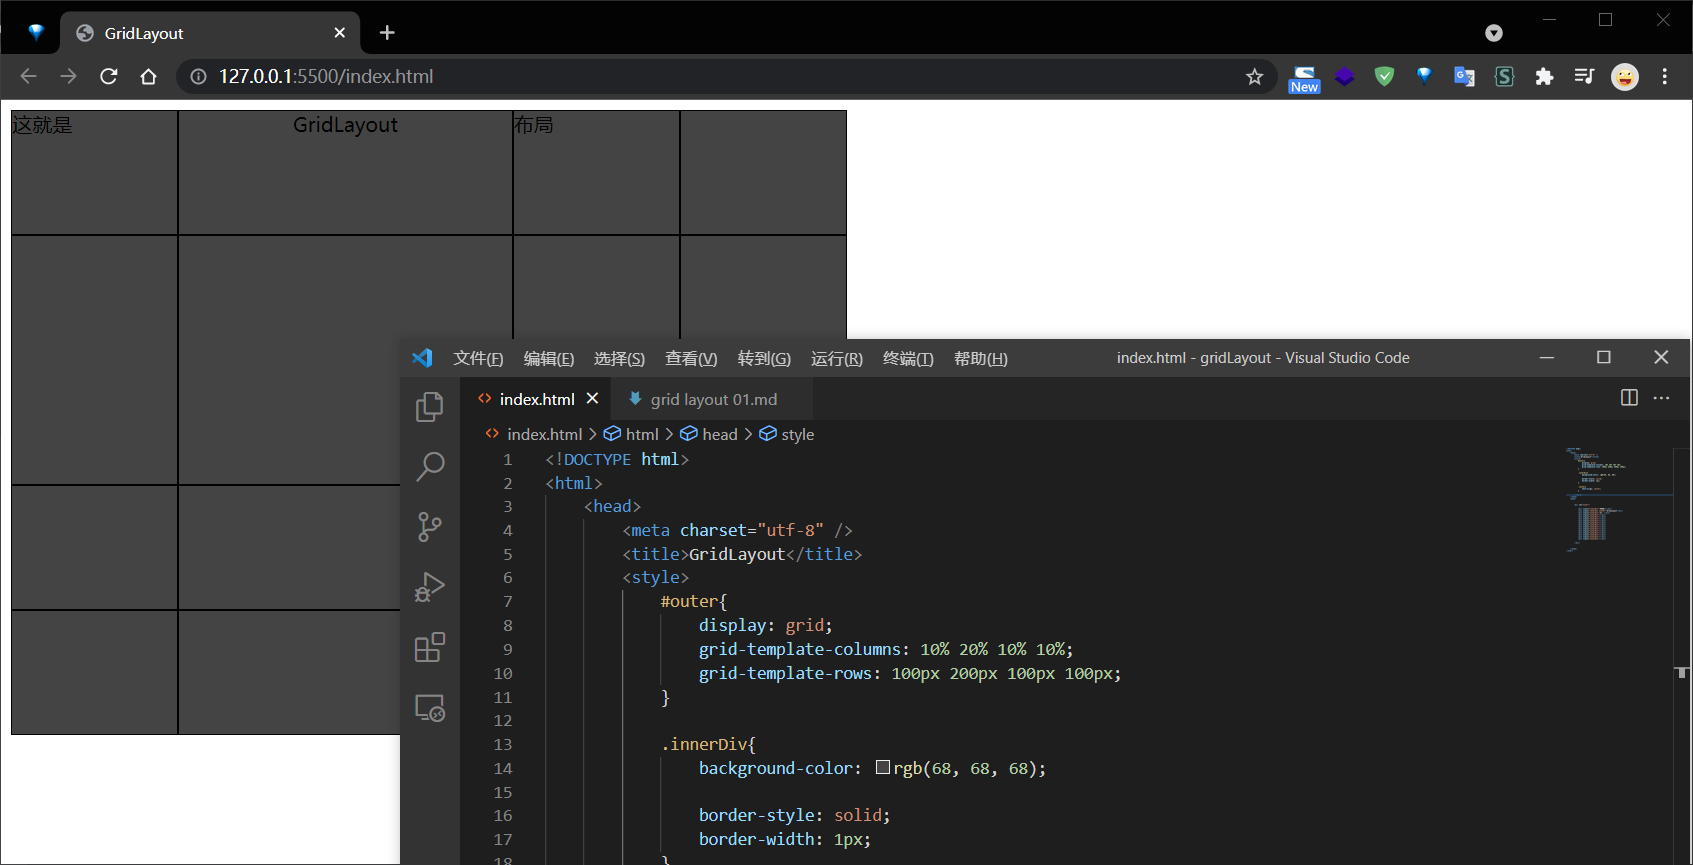 GridLayout
127.0.0.1:5500/index.html
New
这就是
GridLayout
布局
文件(F) 编辑(E) 选择(S) 查看(V) 转到(G) 运行(R) 终端(T) 帮助(H)
index.html - gridLayout - Visual Studio Code
index.html
grid layout 01.md
index.html > html > head > style
1 <!DOCTYPE html>
2 <html>
3 <head>
4 <meta charset="utf-8" />
5 <title>GridLayout</title>
6 <style>
7 #outer{
8 display: grid;
9 grid-template-columns: 10% 20% 10% 10%;
10 grid-template-rows: 100px 200px 100px 100px;
11 }
12
13 .innerDiv{
14 background-color: rgb(68, 68, 68);
15
16 border-style: solid;
17 border-width: 1px;
18 }